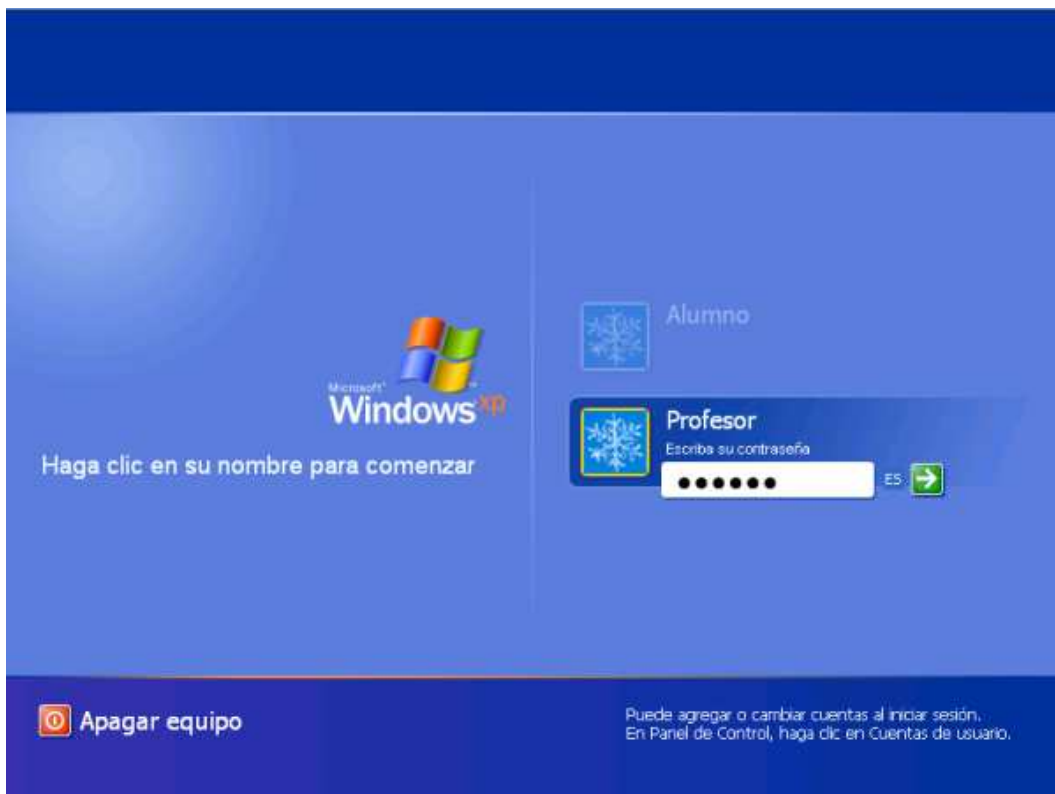 Alumno
Microsoft®
Windows xp
Haga clic en su nombre para comenzar
Profesor
Escriba su contraseña
●●●●●●
ES
Apagar equipo
Puede agregar o cambiar cuentas al iniciar sesión.
En Panel de Control, haga clic en Cuentas de usuario.